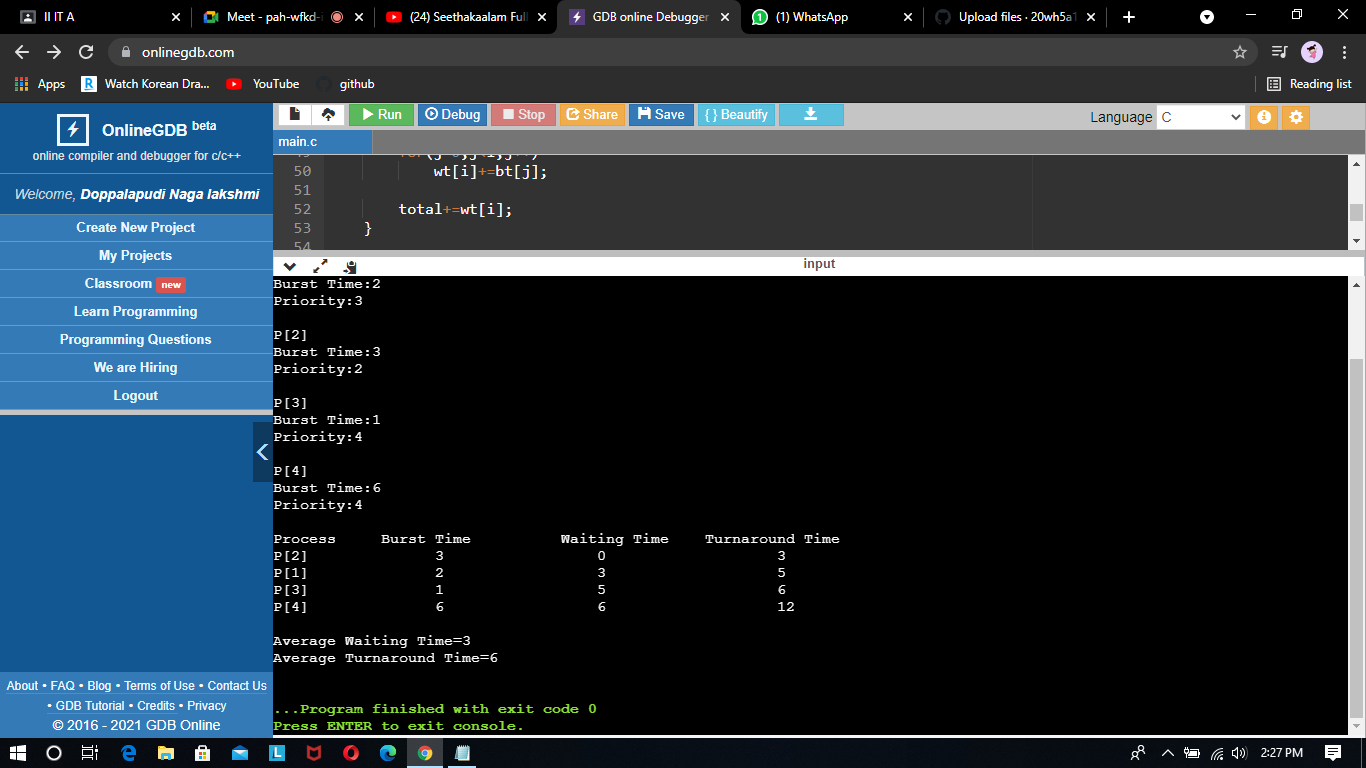 II IT A
Meet - pah-wfkd-
(24) Seethakaalam Full
GDB online Debugger
(1) WhatsApp
Upload files · 20wh5a1
onlinegdb.com
Apps
R Watch Korean Dra...
YouTube
github
Reading list
OnlineGDB beta
online compiler and debugger for c/c++
Welcome, Doppalapudi Naga lakshmi
Create New Project
My Projects
Classroom new
Learn Programming
Programming Questions
We are Hiring
Logout
About • FAQ • Blog • Terms of Use • Contact Us
• GDB Tutorial • Credits • Privacy
© 2016 - 2021 GDB Online
Run Debug Stop Share Save {} Beautify
Language C
main.c
50 wt[i]+=bt[j];
51
52 total+=wt[i];
53 }
54
input
Burst Time:2
Priority:3
P[2]
Burst Time:3
Priority:2
P[3]
Burst Time:1
Priority:4
P[4]
Burst Time:6
Priority:4
Process Burst Time Waiting Time Turnaround Time
P[2] 3 0 3
P[1] 2 3 5
P[3] 1 5 6
P[4] 6 6 12
Average Waiting Time=3
Average Turnaround Time=6
...Program finished with exit code 0
Press ENTER to exit console.
2:27 PM